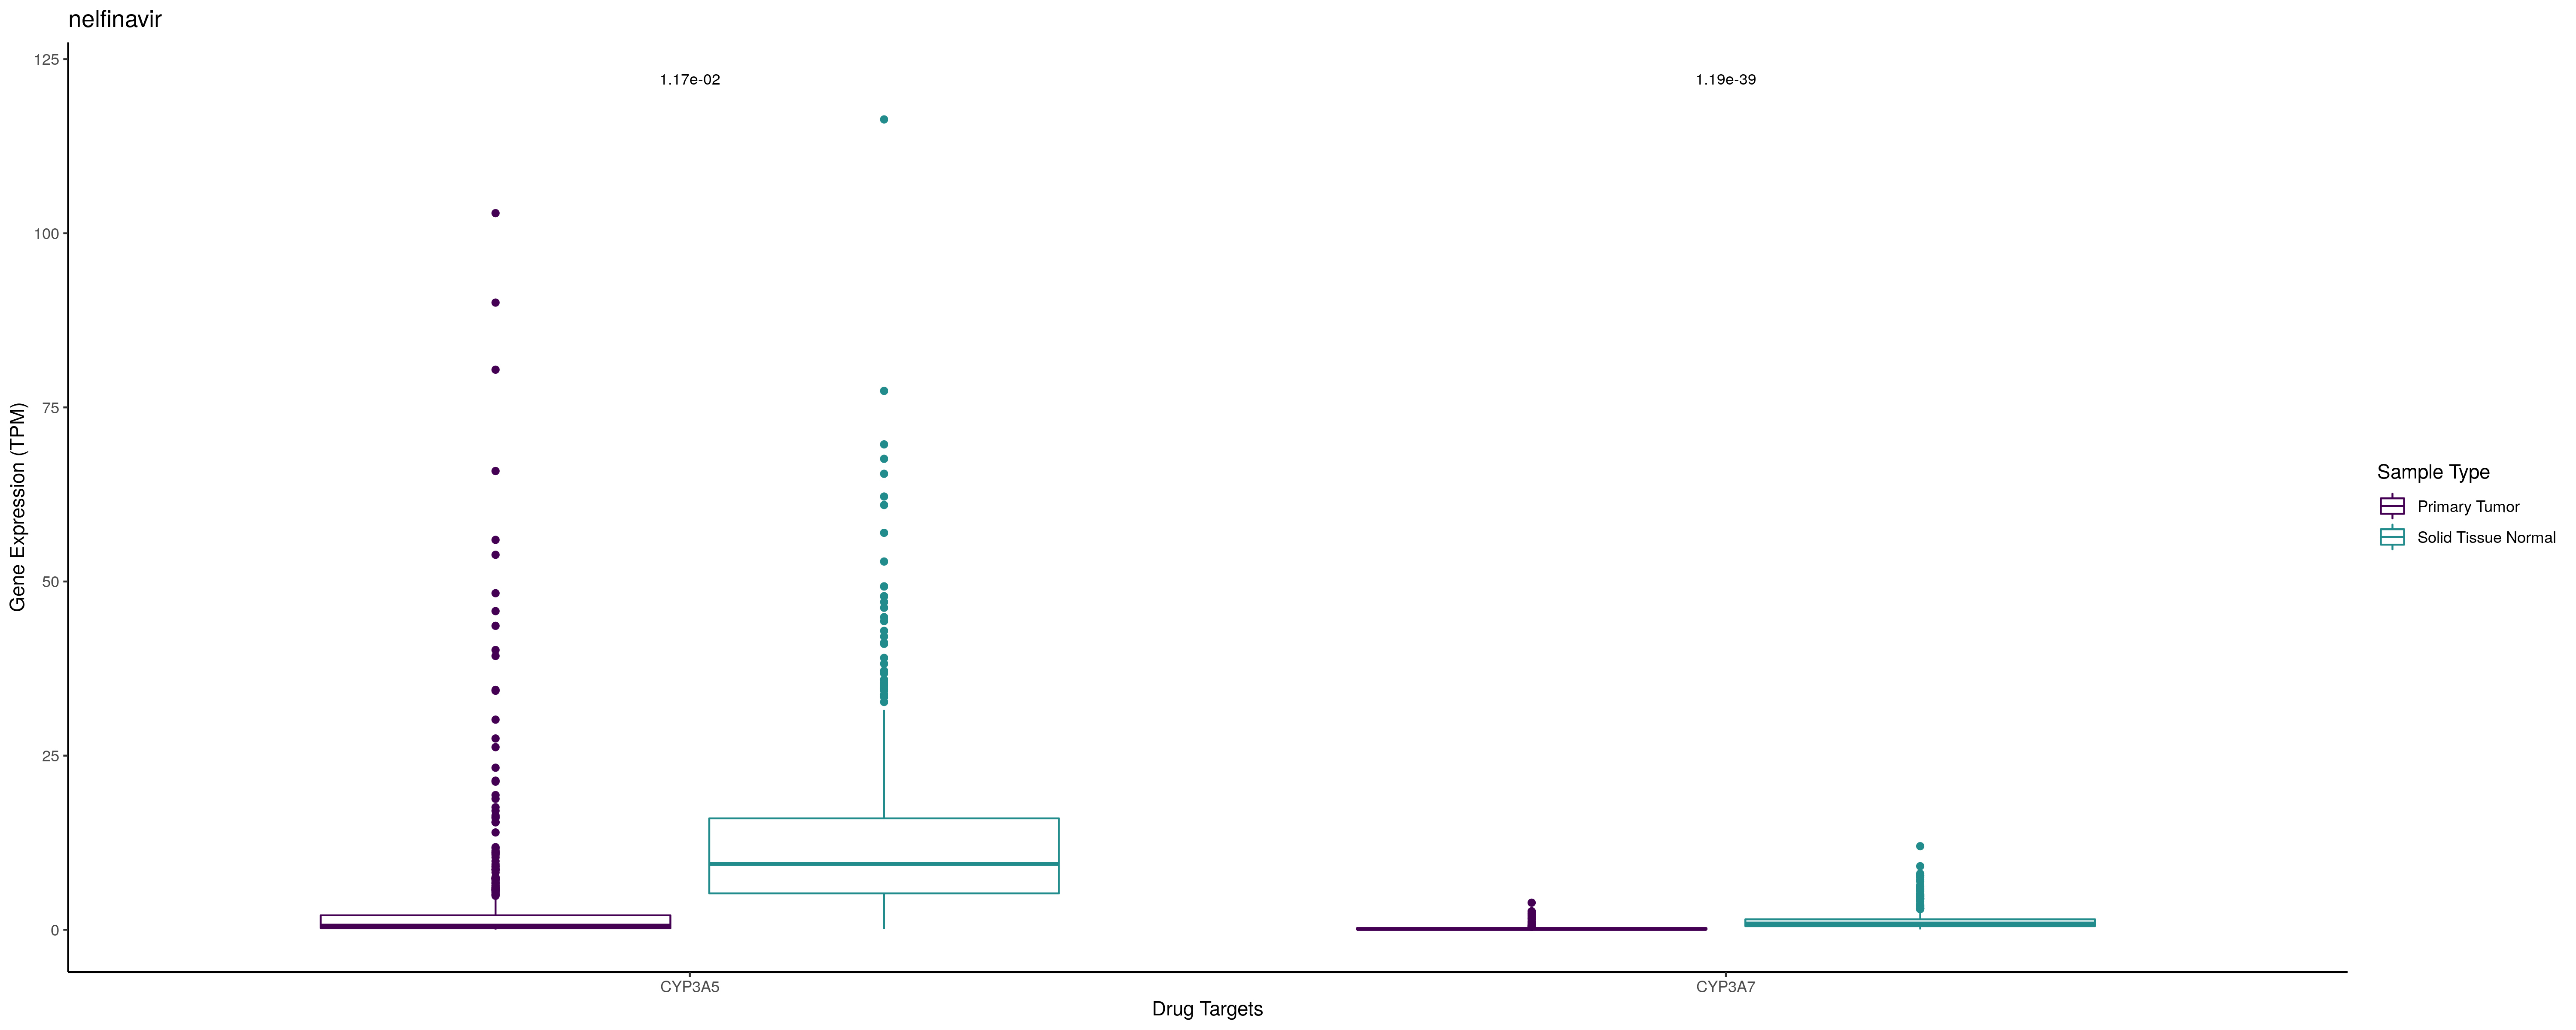 nelfinavir
125
100
75
50
25
0
Gene Expression (TPM)
1.17e-02
1.19e-39
CYP3A5
CYP3A7
Drug Targets
Sample Type
Primary Tumor
Solid Tissue Normal